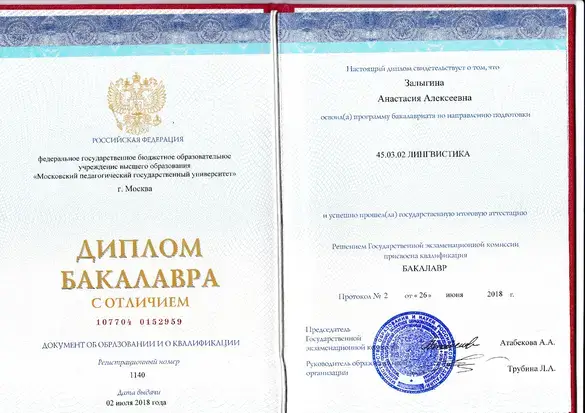 РОССИЙСКАЯ ФЕДЕРАЦИЯ
федеральное государственное бюджетное образовательное
учреждение высшего образования
«Московский педагогический государственный университет»
г. Москва
ДИПЛОМ
БАКАЛАВРА
С ОТЛИЧИЕМ
107704 0152959
ДОКУМЕНТ ОБ ОБРАЗОВАНИИ И О КВАЛИФИКАЦИИ
Регистрационный номер
1140
Дата выдачи
02 июля 2018 года
Настоящий диплом свидетельствует о том, что
Залыгина
Анастасия Алексеевна
освоил(а) программу бакалавриата по направлению подготовки
45.03.02 ЛИНГВИСТИКА
и успешно прошел(ла) государственную итоговую аттестацию
Решением Государственной экзаменационной комиссии
присвоена квалификация
БАКАЛАВР
Протокол № 2 от «26» июня 2018 г.
Председатель
Государственной
экзаменационной Атабекова А.А.
Руководитель
организации Трубина Л.А.